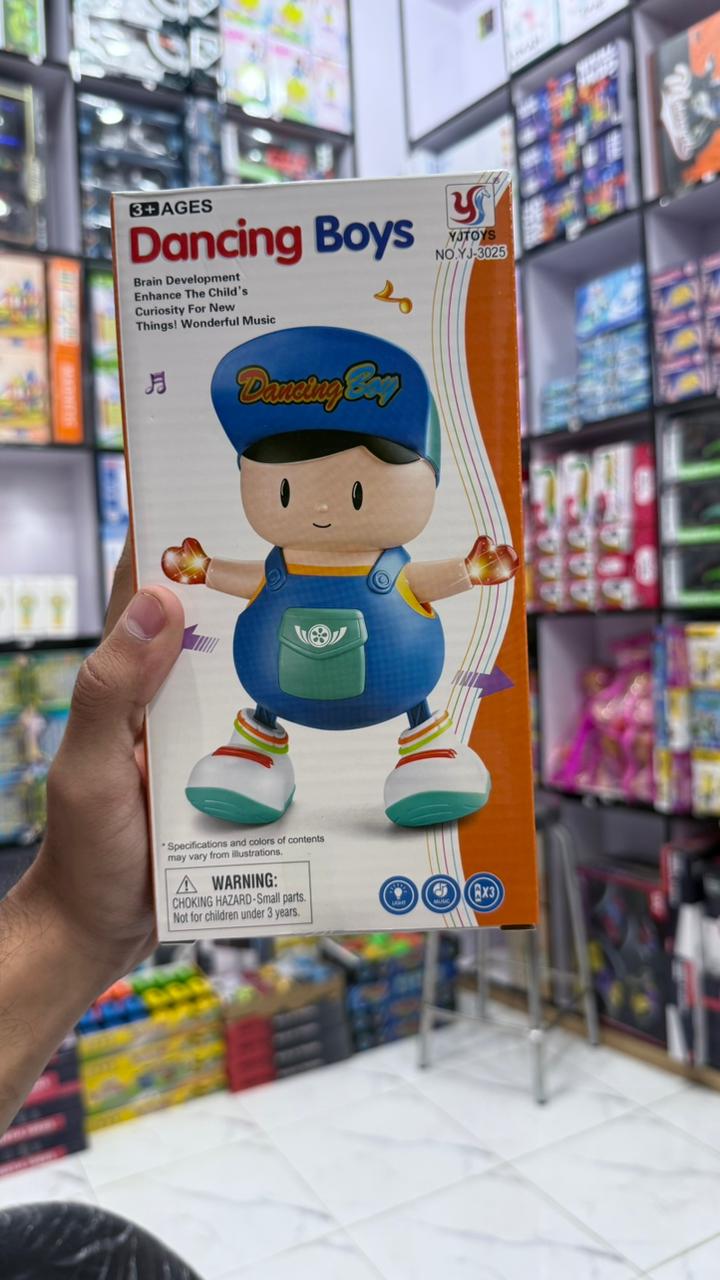 3+ AGES
Dancing Boys
YJTOYS
NO.YJ-3025
Brain Development
Enhance The Child's
Curiosity For New
Things! Wonderful Music
Dancing Boy
* Specifications and colors of contents
may vary from illustrations.
WARNING:
CHOKING HAZARD-Small parts.
Not for children under 3 years.
LIGHT
MUSIC
X3